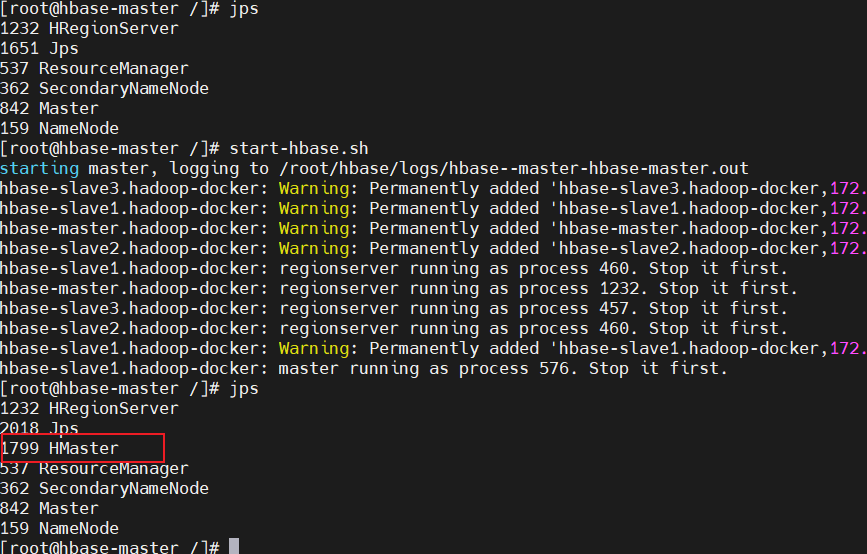 [root@hbase-master /]# jps
1232 HRegionServer
1651 Jps
537 ResourceManager
362 SecondaryNameNode
842 Master
159 NameNode
[root@hbase-master /]# start-hbase.sh
starting master, logging to /root/hbase/logs/hbase--master-hbase-master.out
hbase-slave3.hadoop-docker: Warning: Permanently added 'hbase-slave3.hadoop-docker,172.
hbase-slave1.hadoop-docker: Warning: Permanently added 'hbase-slave1.hadoop-docker,172.
hbase-master.hadoop-docker: Warning: Permanently added 'hbase-master.hadoop-docker,172.
hbase-slave2.hadoop-docker: Warning: Permanently added 'hbase-slave2.hadoop-docker,172.
hbase-slave1.hadoop-docker: regionserver running as process 460. Stop it first.
hbase-master.hadoop-docker: regionserver running as process 1232. Stop it first.
hbase-slave3.hadoop-docker: regionserver running as process 457. Stop it first.
hbase-slave2.hadoop-docker: regionserver running as process 460. Stop it first.
hbase-slave1.hadoop-docker: Warning: Permanently added 'hbase-slave1.hadoop-docker,172.
hbase-slave1.hadoop-docker: master running as process 576. Stop it first.
[root@hbase-master /]# jps
1232 HRegionServer
2018 Jps
1799 HMaster
537 ResourceManager
362 SecondaryNameNode
842 Master
159 NameNode
[root@hbase-master /]#